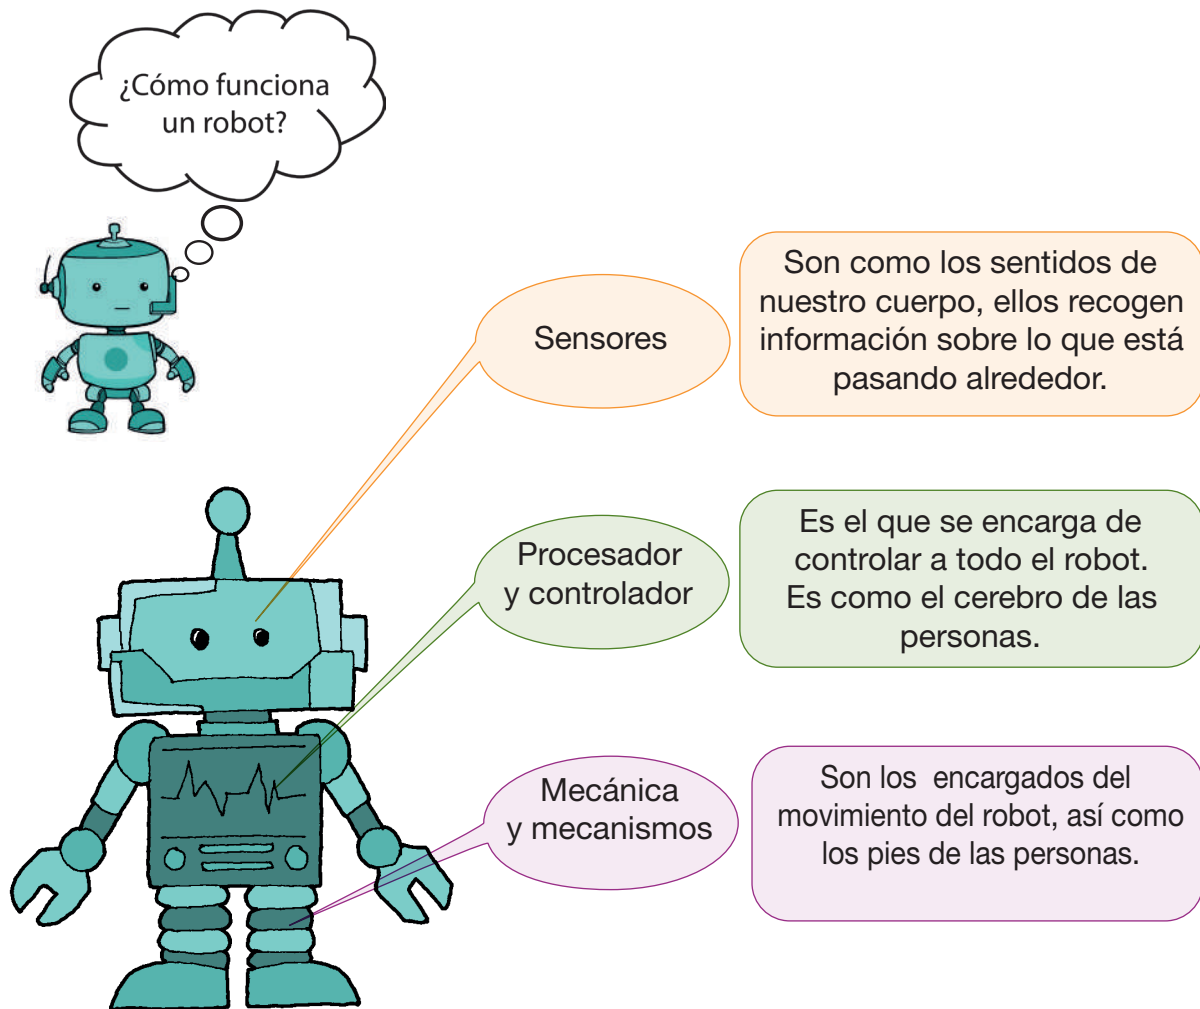 ¿Cómo funciona
un robot?
Sensores
Son como los sentidos de
nuestro cuerpo, ellos recogen
información sobre lo que está
pasando alrededor.
Procesador
y controlador
Es el que se encarga de
controlar a todo el robot.
Es como el cerebro de las
personas.
Mecánica
y mecanismos
Son los  encargados del
movimiento del robot, así como
los pies de las personas.